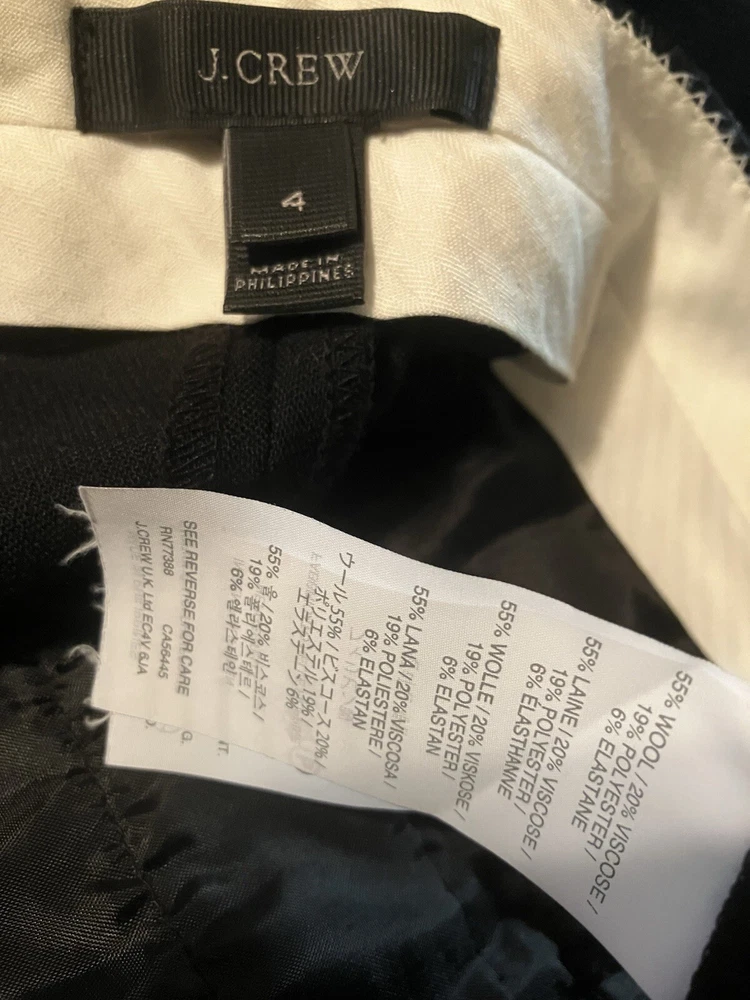 J.CREW
4
MADE IN
PHILIPPINES
55% WOOL / 20% VISCOSE /
19% POLYESTER /
6% ELASTANE
55% LAINE / 20% VISCOSE /
19% POLYESTER /
6% ÉLASTHANNE
55% WOLLE / 20% VISKOSE /
19% POLYESTER /
6% ELASTAN
55% LANA / 20% VISCOSA /
19% POLIESTERE /
6% ELASTAN
ウール 55% / ビスコース 20% /
ポリエステル 19% /
エラステーン 6%
55% 울 / 20% 비스코스 /
19% 폴리에스테르 /
6% 엘라스테인
SEE REVERSE FOR CARE
RN77388 CA56445
J.CREW U.K. Ltd EC4V 6JA